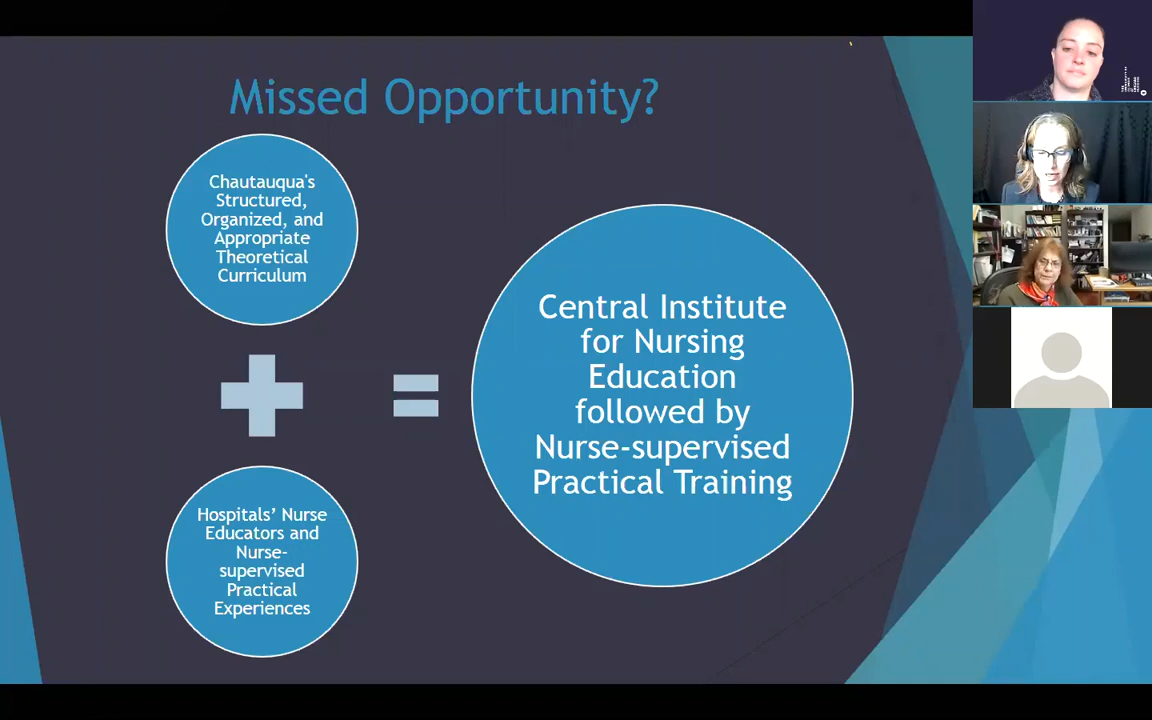 Missed Opportunity?
Chautauqua's
Structured,
Organized, and
Appropriate
Theoretical
Curriculum
Hospitals’ Nurse
Educators and
Nurse-
supervised
Practical
Experiences
Central Institute
for Nursing
Education
followed by
Nurse-supervised
Practical Training